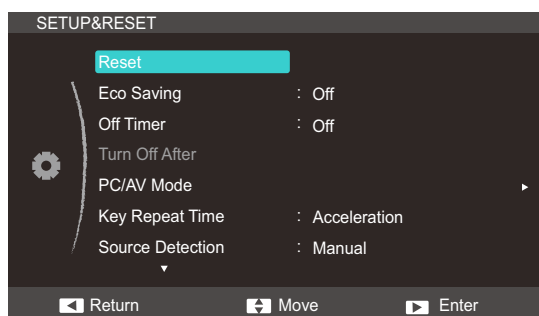 SETUP&RESET
Reset
Eco Saving : Off
Off Timer : Off
Turn Off After
PC/AV Mode
Key Repeat Time : Acceleration
Source Detection : Manual
Return Move Enter